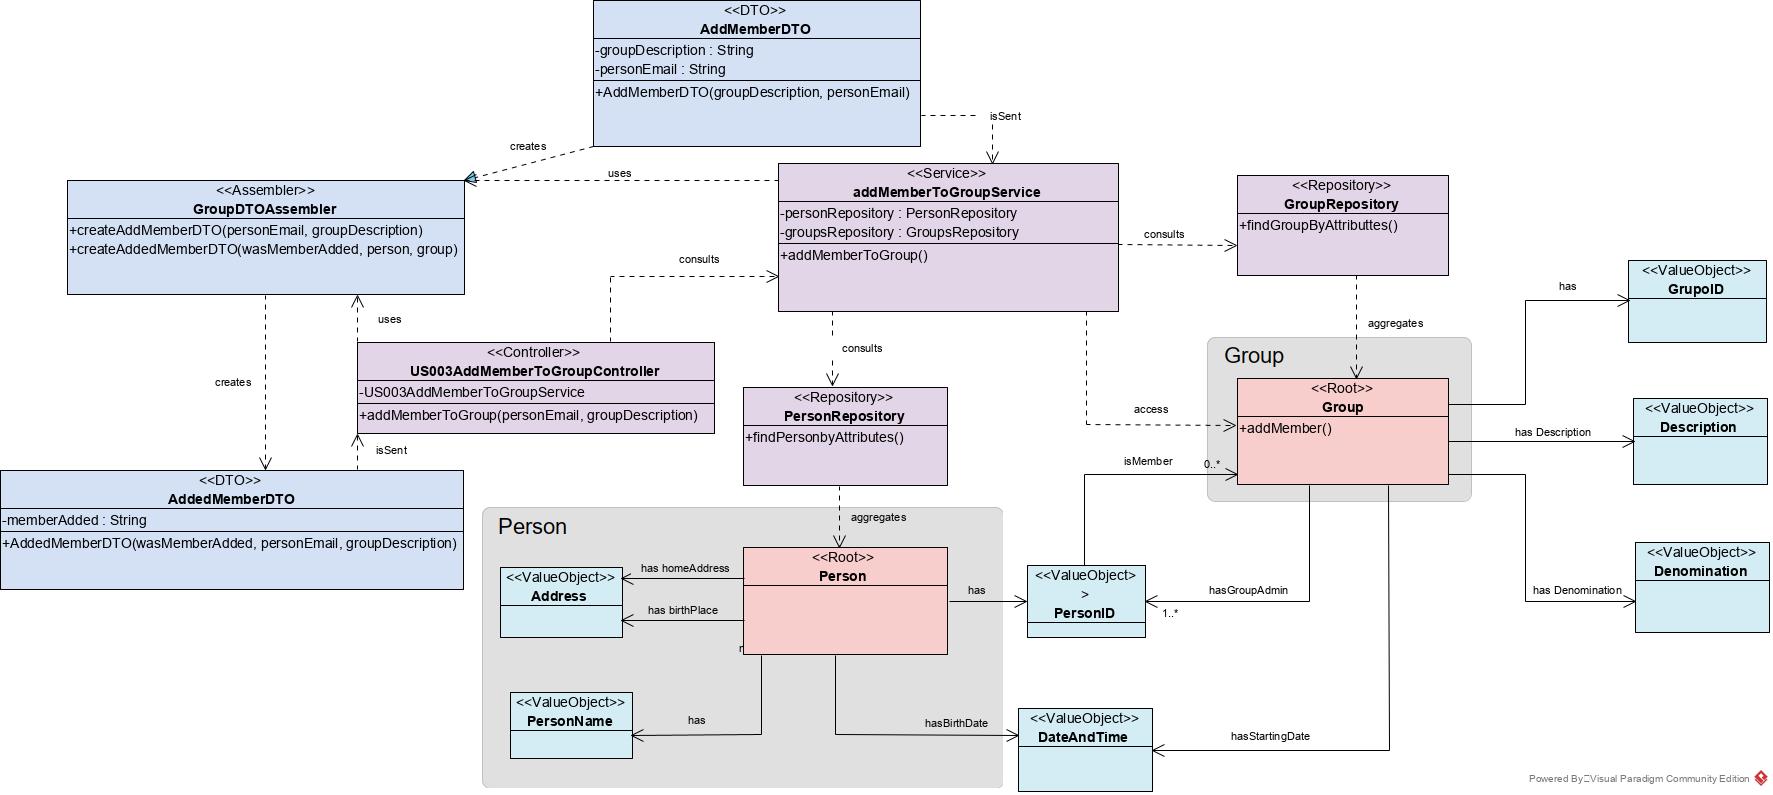 <<DTO>>
AddMemberDTO
-groupDescription : String
-personEmail : String
+AddMemberDTO(groupDescription, personEmail)
isSent
creates
uses
<<Assembler>>
GroupDTOAssembler
+createAddMemberDTO(personEmail, groupDescription)
+createAddedMemberDTO(wasMemberAdded, person, group)
<<Service>>
addMemberToGroupService
-personRepository : PersonRepository
-groupsRepository : GroupsRepository
+addMemberToGroup()
consults
<<Repository>>
GroupRepository
+findGroupByAttributtes()
consults
uses
consults
aggregates
has
<<ValueObject>>
GrupoID
<<Controller>>
US003AddMemberToGroupController
-US003AddMemberToGroupService
+addMemberToGroup(personEmail, groupDescription)
creates
isSent
<<Repository>>
PersonRepository
+findPersonbyAttributes()
access
Group
<<Root>>
Group
+addMember()
has Description
<<ValueObject>>
Description
isMember
0..*
<<DTO>>
AddedMemberDTO
-memberAdded : String
+AddedMemberDTO(wasMemberAdded, personEmail, groupDescription)
aggregates
Person
<<Root>>
Person
<<ValueObject>>
Address
has homeAddress
has birthPlace
has
<<ValueObject>
>
PersonID
hasGroupAdmin
1..*
has Denomination
<<ValueObject>>
Denomination
r
<<ValueObject>>
PersonName
has
hasBirthDate
<<ValueObject>>
DateAndTime
hasStartingDate
Powered By Visual Paradigm Community Edition